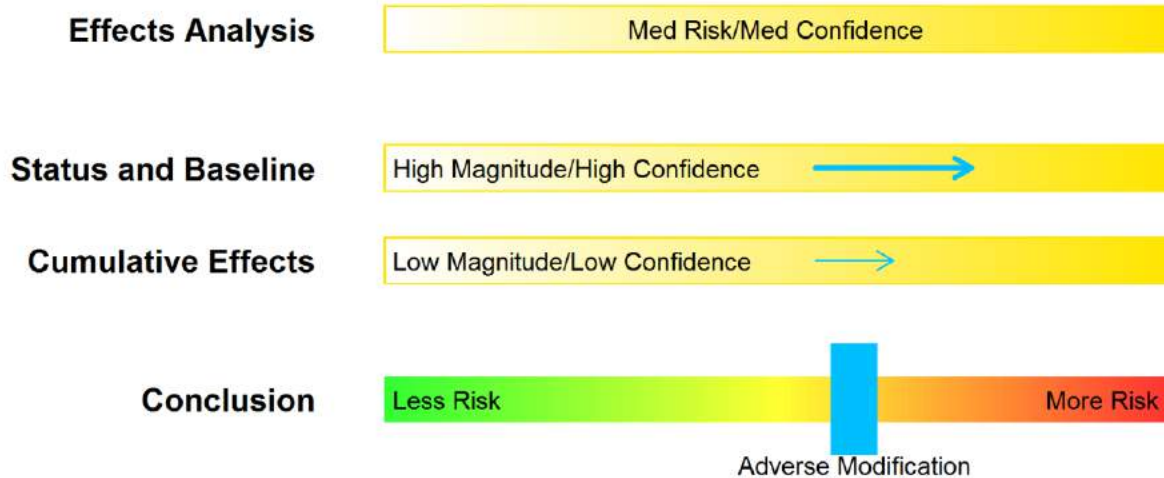 Effects Analysis
Med Risk/Med Confidence
Status and Baseline
High Magnitude/High Confidence
Cumulative Effects
Low Magnitude/Low Confidence
Conclusion
Less Risk
More Risk
Adverse Modification